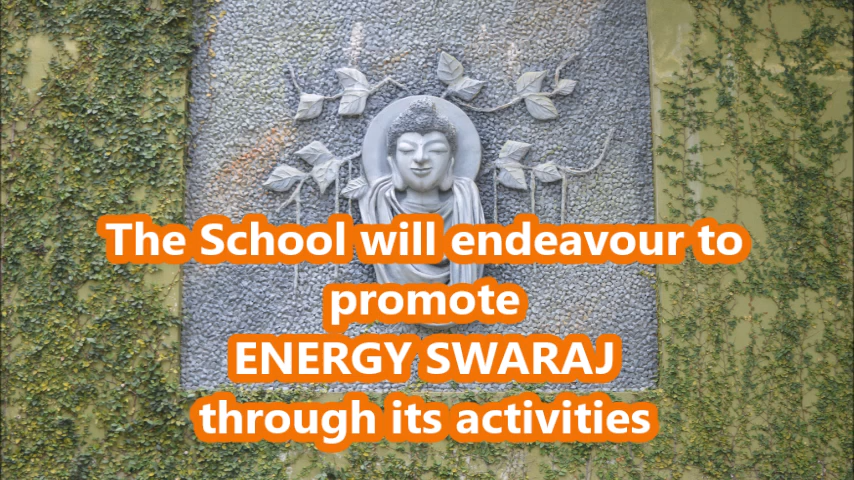 The School will endeavour to
promote
ENERGY SWARAJ
through its activities